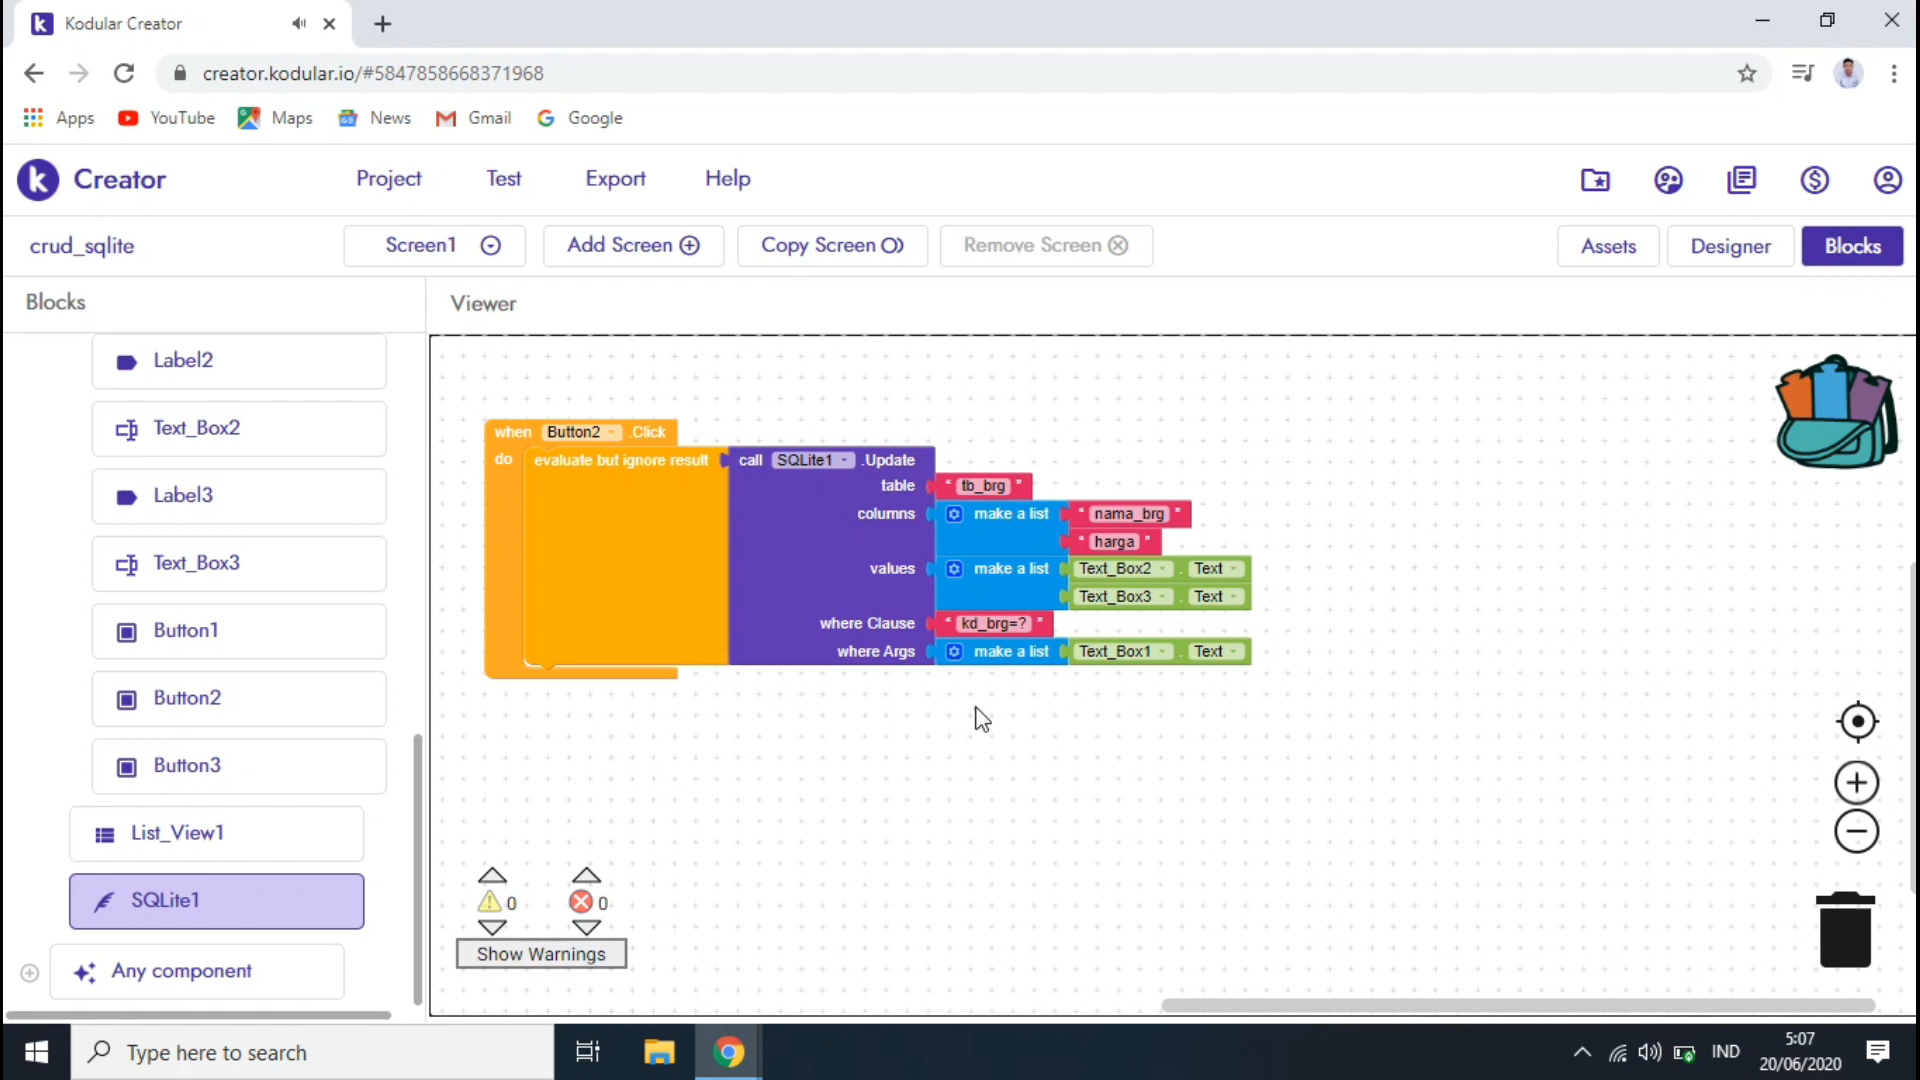 Kodular Creator
creator.kodular.io/#5847858668371968
Apps YouTube Maps News Gmail Google
Creator Project Test Export Help
crud_sqlite Screen1 Add Screen Copy Screen Remove Screen Assets Designer Blocks
Blocks Viewer
Label2
Text_Box2
Label3
Text_Box3
Button1
Button2
Button3
List_View1
SQLite1
Any component
when Button2 .Click
do evaluate but ignore result call SQLite1 .Update
table " tb_brg "
columns make a list " nama_brg "
" harga "
values make a list Text_Box2 . Text
Text_Box3 . Text
where Clause " kd_brg=? "
where Args make a list Text_Box1 . Text
0 0
Show Warnings
Type here to search
IND
5:07
20/06/2020